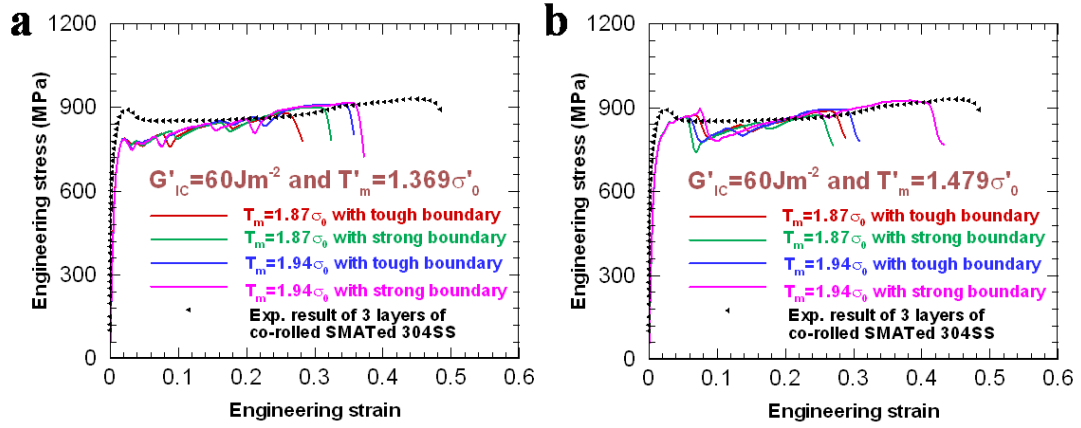 a
1200
900
600
300
0
Engineering stress (MPa)
G'IC=60Jm-2 and T'm=1.369σ'0
Tm=1.87σ0 with tough boundary
Tm=1.87σ0 with strong boundary
Tm=1.94σ0 with tough boundary
Tm=1.94σ0 with strong boundary
Exp. result of 3 layers of
co-rolled SMATed 304SS
0 0.1 0.2 0.3 0.4 0.5 0.6
Engineering strain
b
1200
900
600
300
0
Engineering stress (MPa)
G'IC=60Jm-2 and T'm=1.479σ'0
Tm=1.87σ0 with tough boundary
Tm=1.87σ0 with strong boundary
Tm=1.94σ0 with tough boundary
Tm=1.94σ0 with strong boundary
Exp. result of 3 layers of
co-rolled SMATed 304SS
0 0.1 0.2 0.3 0.4 0.5 0.6
Engineering strain